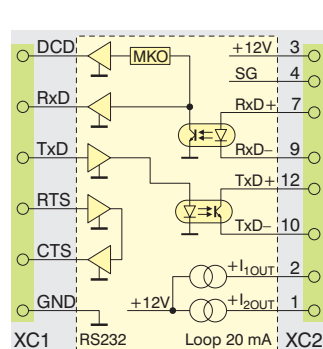 DCD MKO +12V 3
SG 4
RxD RxD+ 7
RxD– 9
TxD TxD+ 12
RTS TxD– 10
CTS +I1OUT 2
GND +12V +I2OUT 1
XC1 RS232 Loop 20 mA XC2